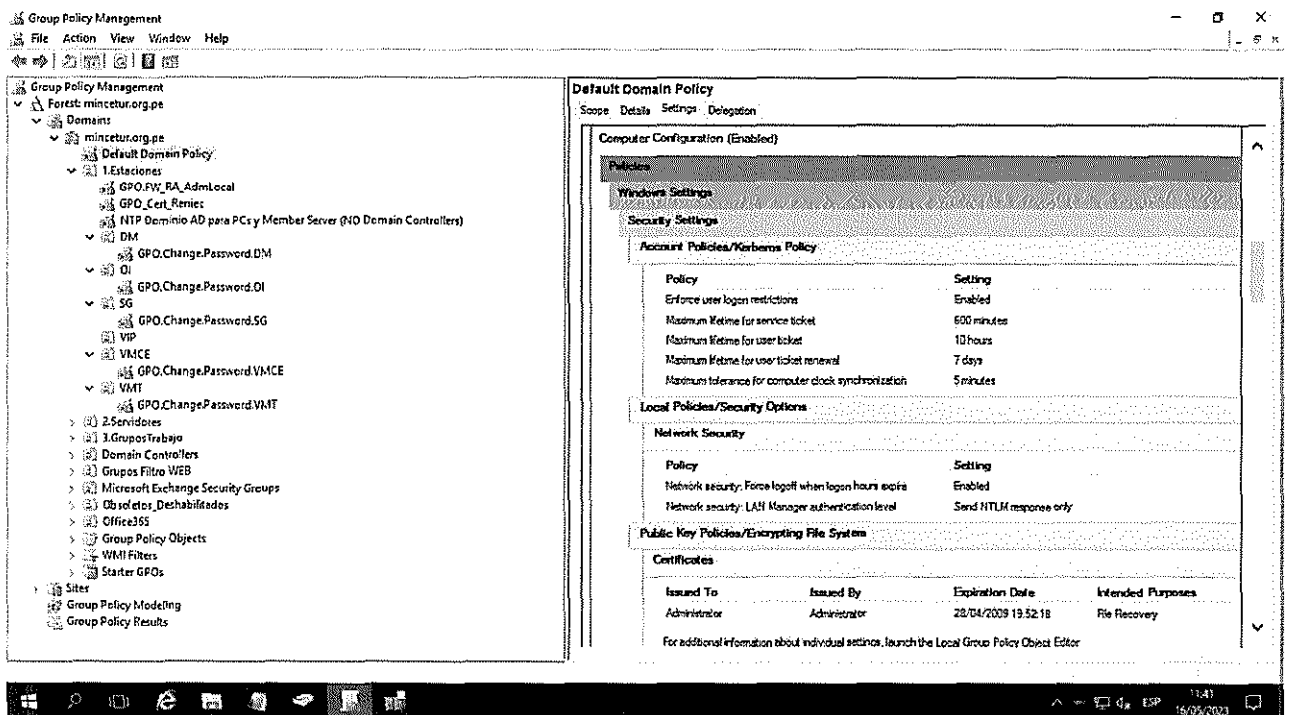 Group Policy Management
File Action View Window Help
Group Policy Management
Forest: mincetur.org.pe
Domains
mincetur.org.pe
Default Domain Policy
1.Estaciones
GPO.FW_RA_AdmLocal
GPO_Cert_Reniec
NTP Dominio AD para PCs y Member Server (NO Domain Controllers)
DM
GPO.Change.Password.DM
OI
GPO.Change.Password.OI
SG
GPO.Change.Password.SG
VIP
VMCE
GPO.Change.Password.VMCE
VMT
GPO.Change.Password.VMT
2.Servidores
3.GruposTrabajo
Domain Controllers
Grupos Filtro WEB
Microsoft Exchange Security Groups
Obsoletos_Deshabilitados
Office365
Group Policy Objects
WMI Filters
Starter GPOs
Sites
Group Policy Modeling
Group Policy Results
Default Domain Policy
Scope Details Settings Delegation
Computer Configuration (Enabled)
Policies
Windows Settings
Security Settings
Account Policies/Kerberos Policy
Policy Setting
Enforce user logon restrictions Enabled
Maximum lifetime for service ticket 600 minutes
Maximum lifetime for user ticket 10 hours
Maximum lifetime for user ticket renewal 7 days
Maximum tolerance for computer clock synchronization 5 minutes
Local Policies/Security Options
Network Security
Policy Setting
Network security: Force logoff when logon hours expire Enabled
Network security: LAN Manager authentication level Send NTLM response only
Public Key Policies/Encrypting File System
Certificates
Issued To Issued By Expiration Date Intended Purposes
Administrator Administrator 28/04/2009 19:52:18 File Recovery
For additional information about individual settings, launch the Local Group Policy Object Editor
ESP
11:41
16/05/2023